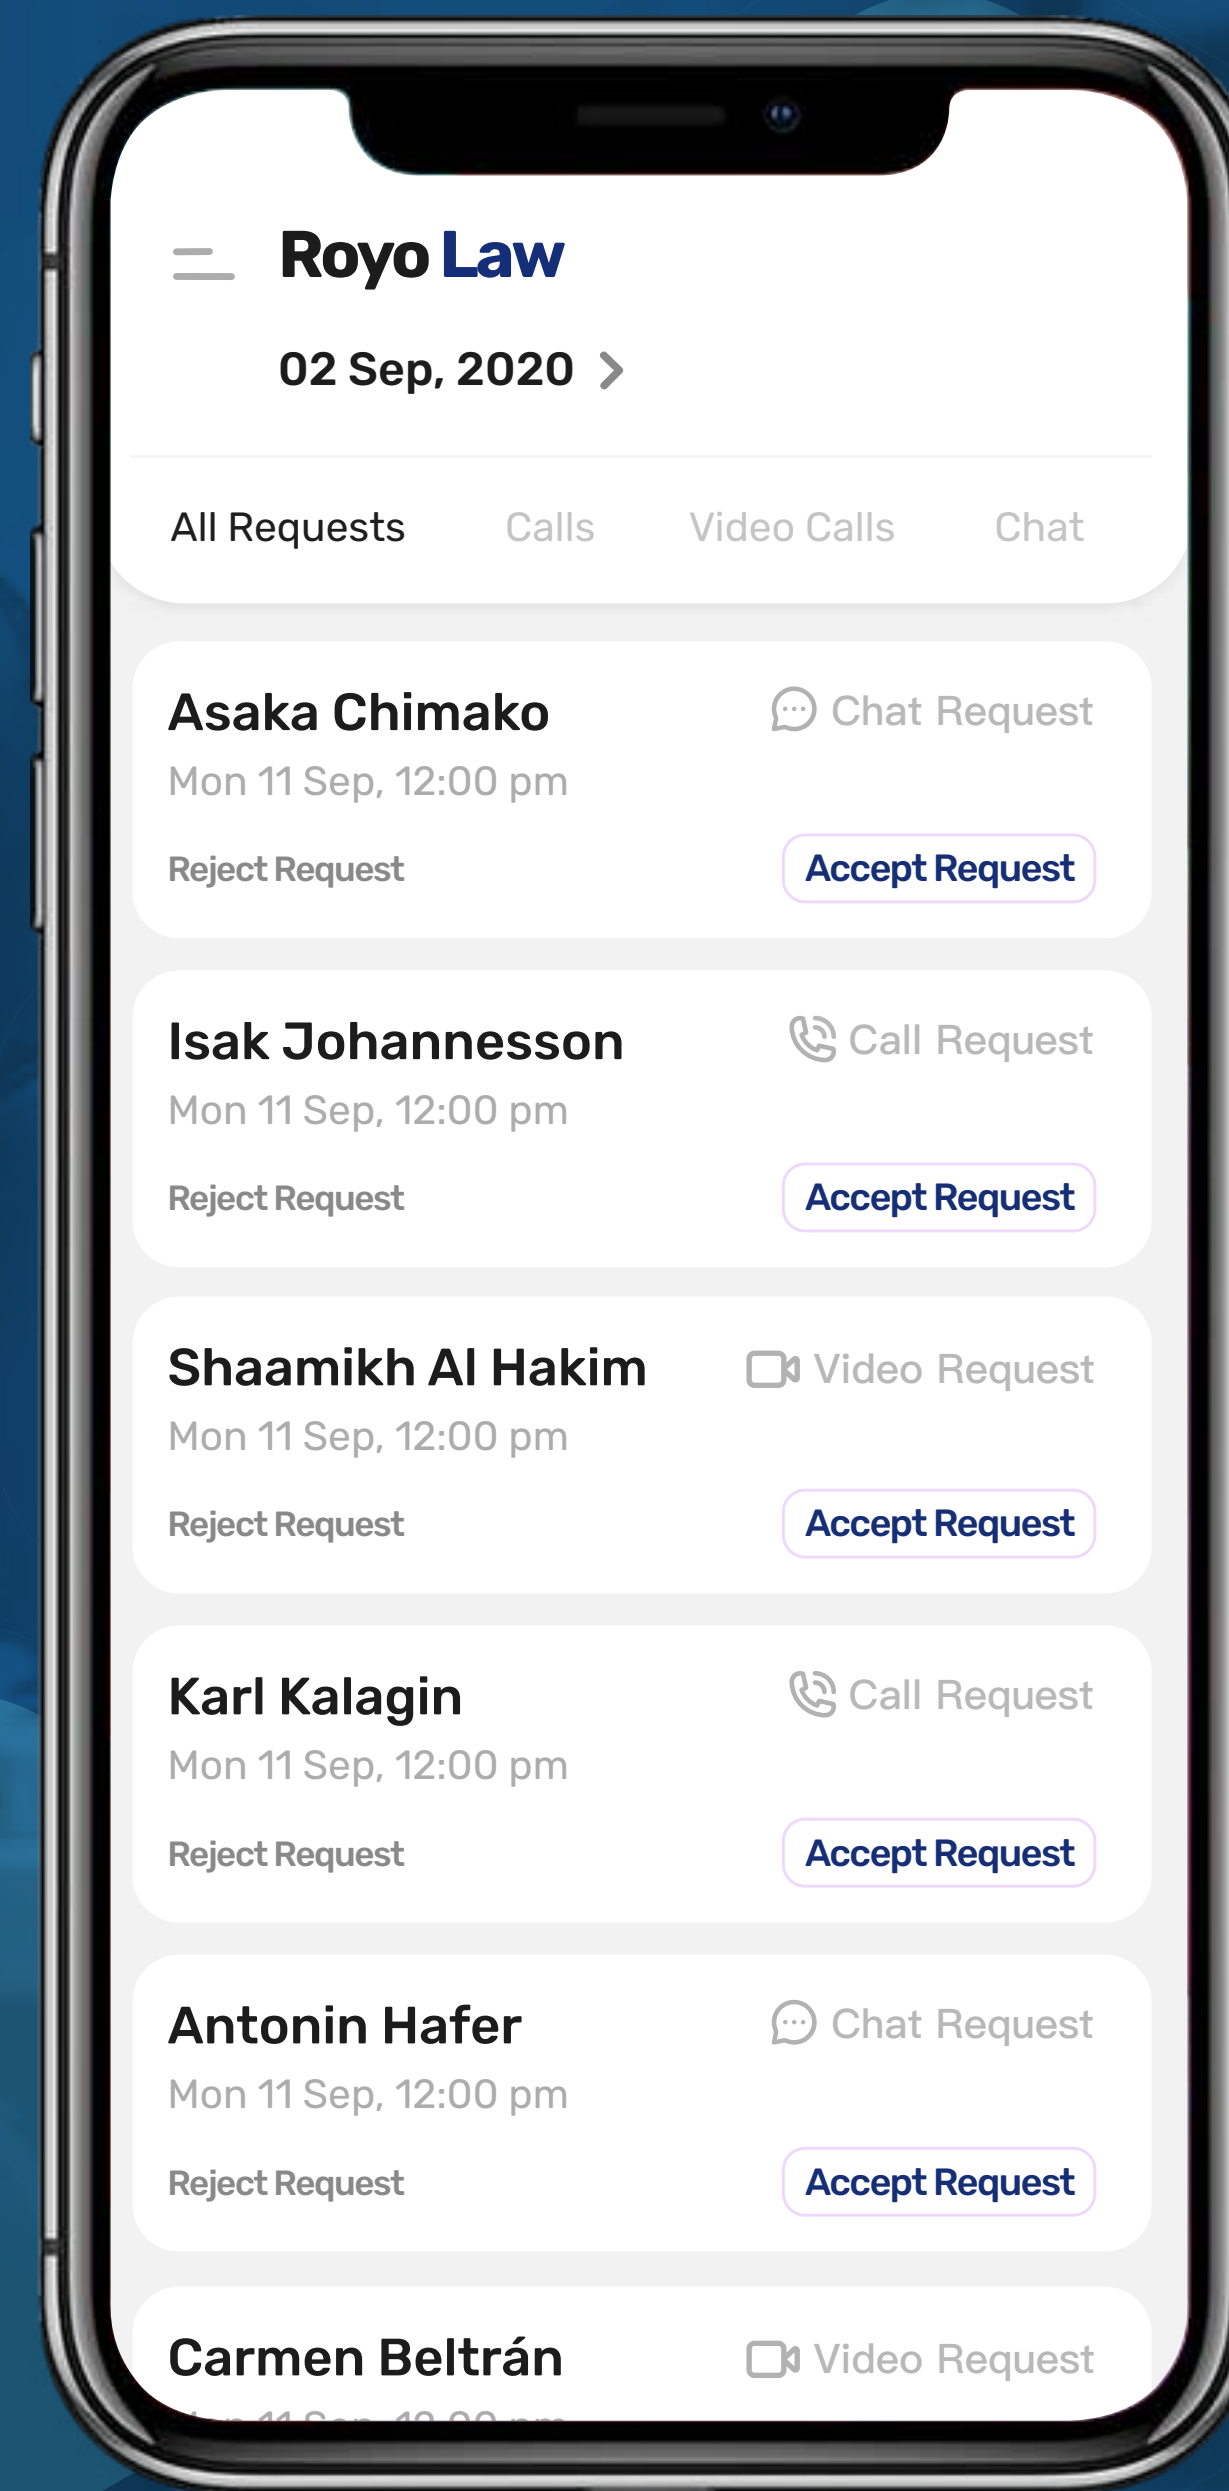 Royo Law
02 Sep, 2020
All Requests Calls Video Calls Chat
Asaka Chimako Chat Request
Mon 11 Sep, 12:00 pm
Reject Request Accept Request
Isak Johannesson Call Request
Mon 11 Sep, 12:00 pm
Reject Request Accept Request
Shaamikh Al Hakim Video Request
Mon 11 Sep, 12:00 pm
Reject Request Accept Request
Karl Kalagin Call Request
Mon 11 Sep, 12:00 pm
Reject Request Accept Request
Antonin Hafer Chat Request
Mon 11 Sep, 12:00 pm
Reject Request Accept Request
Carmen Beltrán Video Request